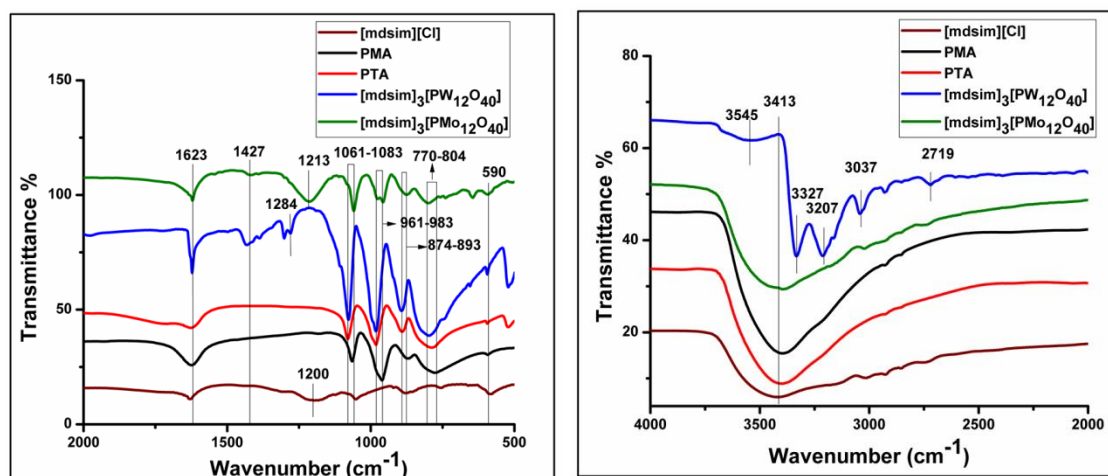 [mdsim][Cl]
PMA
PTA
[mdsim]₃[PW₁₂O₄₀]
[mdsim]₃[PMo₁₂O₄₀]
150
100
50
0
Transmittance %
1623
1427
1213
1061-1083
770-804
590
1284
961-983
874-893
1200
2000
1500
1000
500
Wavenumber (cm⁻¹)
[mdsim][Cl]
PMA
PTA
[mdsim]₃[PW₁₂O₄₀]
[mdsim]₃[PMo₁₂O₄₀]
80
60
40
20
Transmittance %
3545
3413
3327
3207
3037
2719
4000
3500
3000
2500
2000
Wavenumber (cm⁻¹)